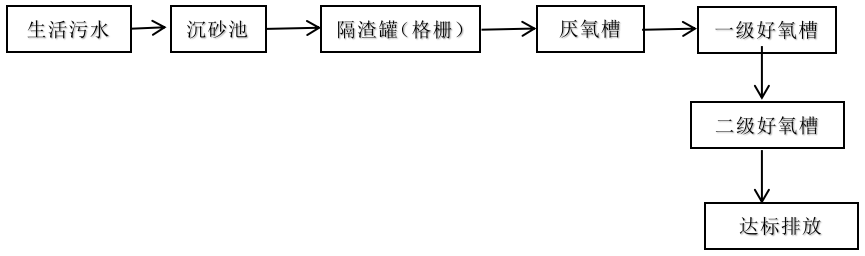 生活污水
沉砂池
隔渣罐（格栅）
厌氧槽
一级好氧槽
二级好氧槽
达标排放